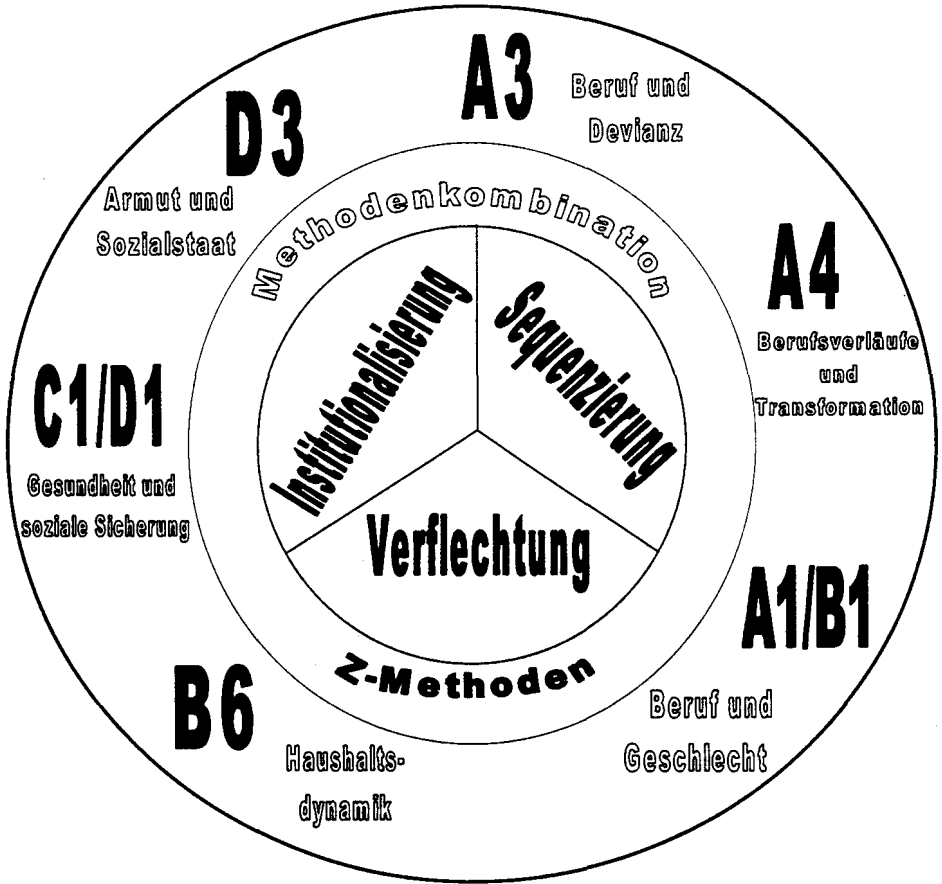 A3
Beruf und
Devianz
D3
Armut und
Sozialstaat
Methodenkombination
A4
Berufsverläufe
und
Transformation
Institutionalisierung
Sequenzierung
C1/D1
Gesundheit und
soziale Sicherung
Verflechtung
A1/B1
Beruf und
Geschlecht
Z-Methoden
B6
Haushalts-
dynamik